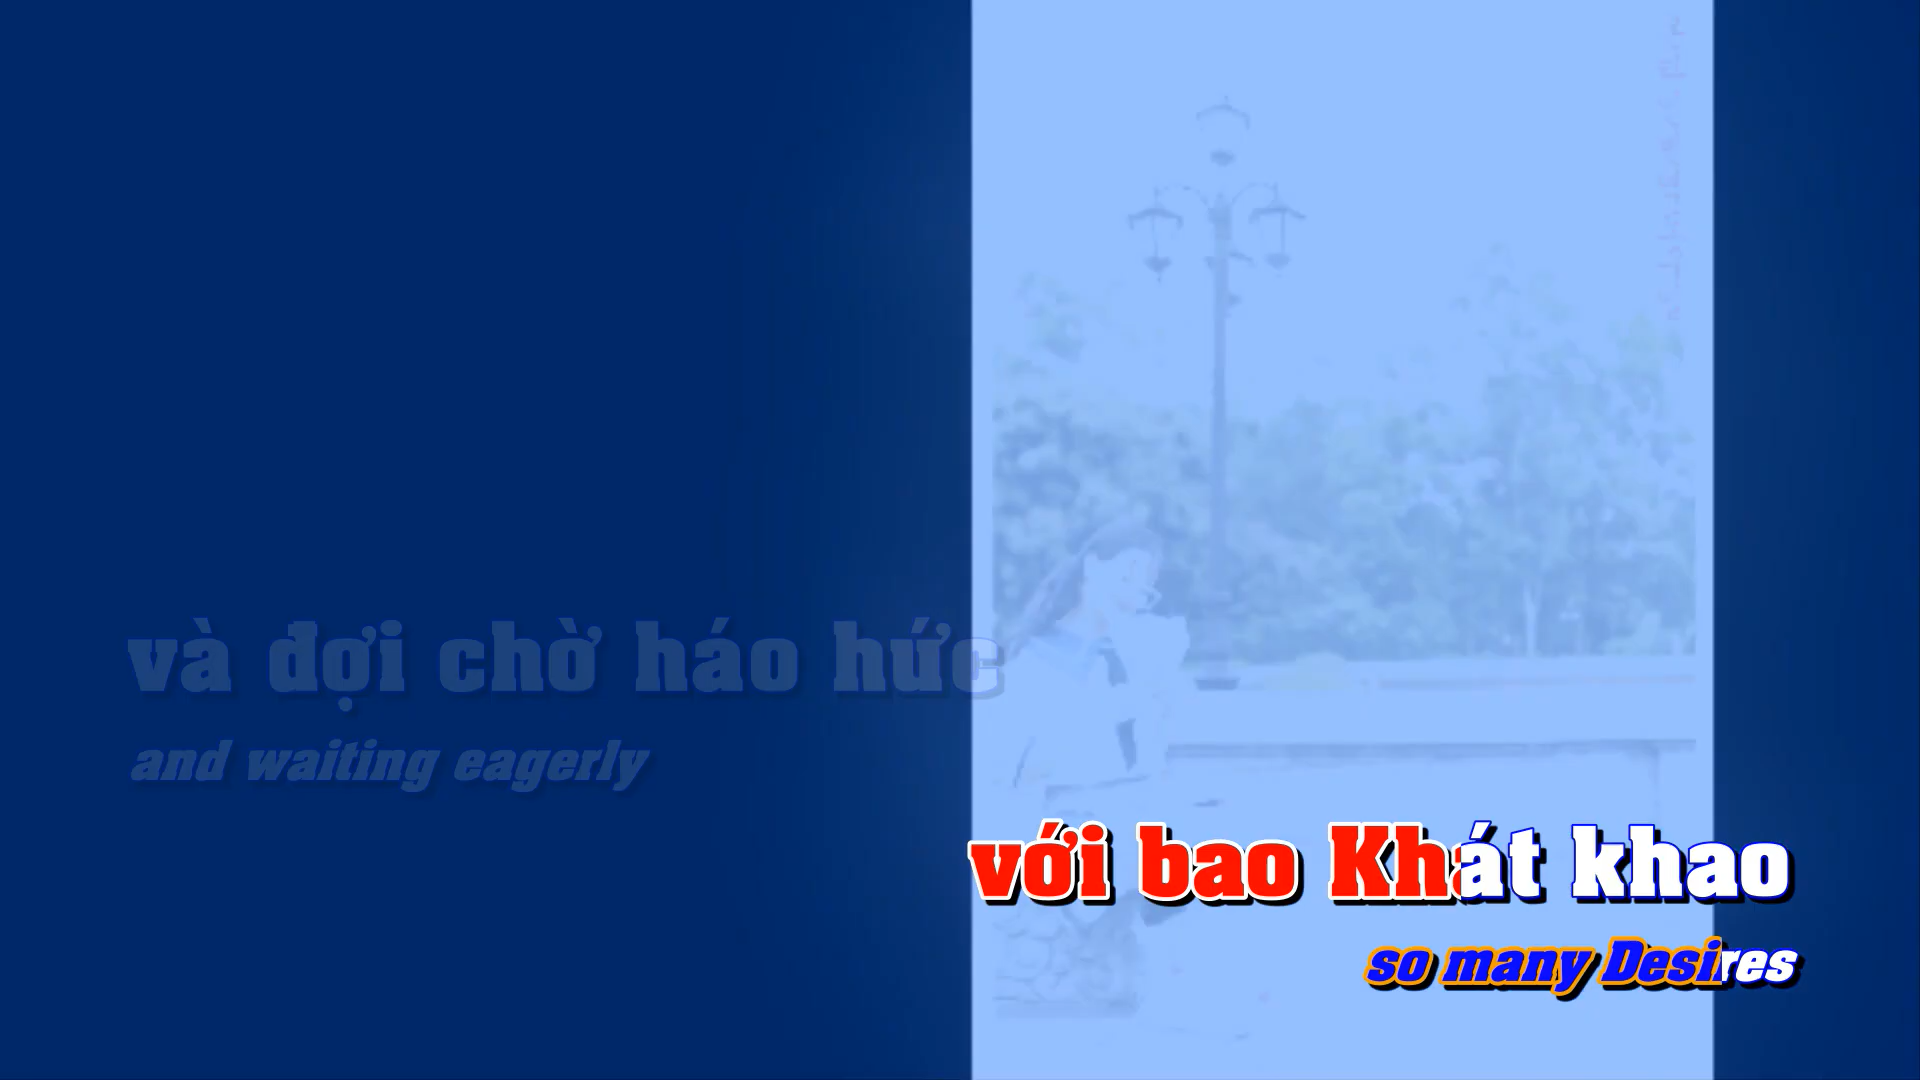 và đợi chờ háo hức
and waiting eagerly
với bao Khát khao
so many Desires